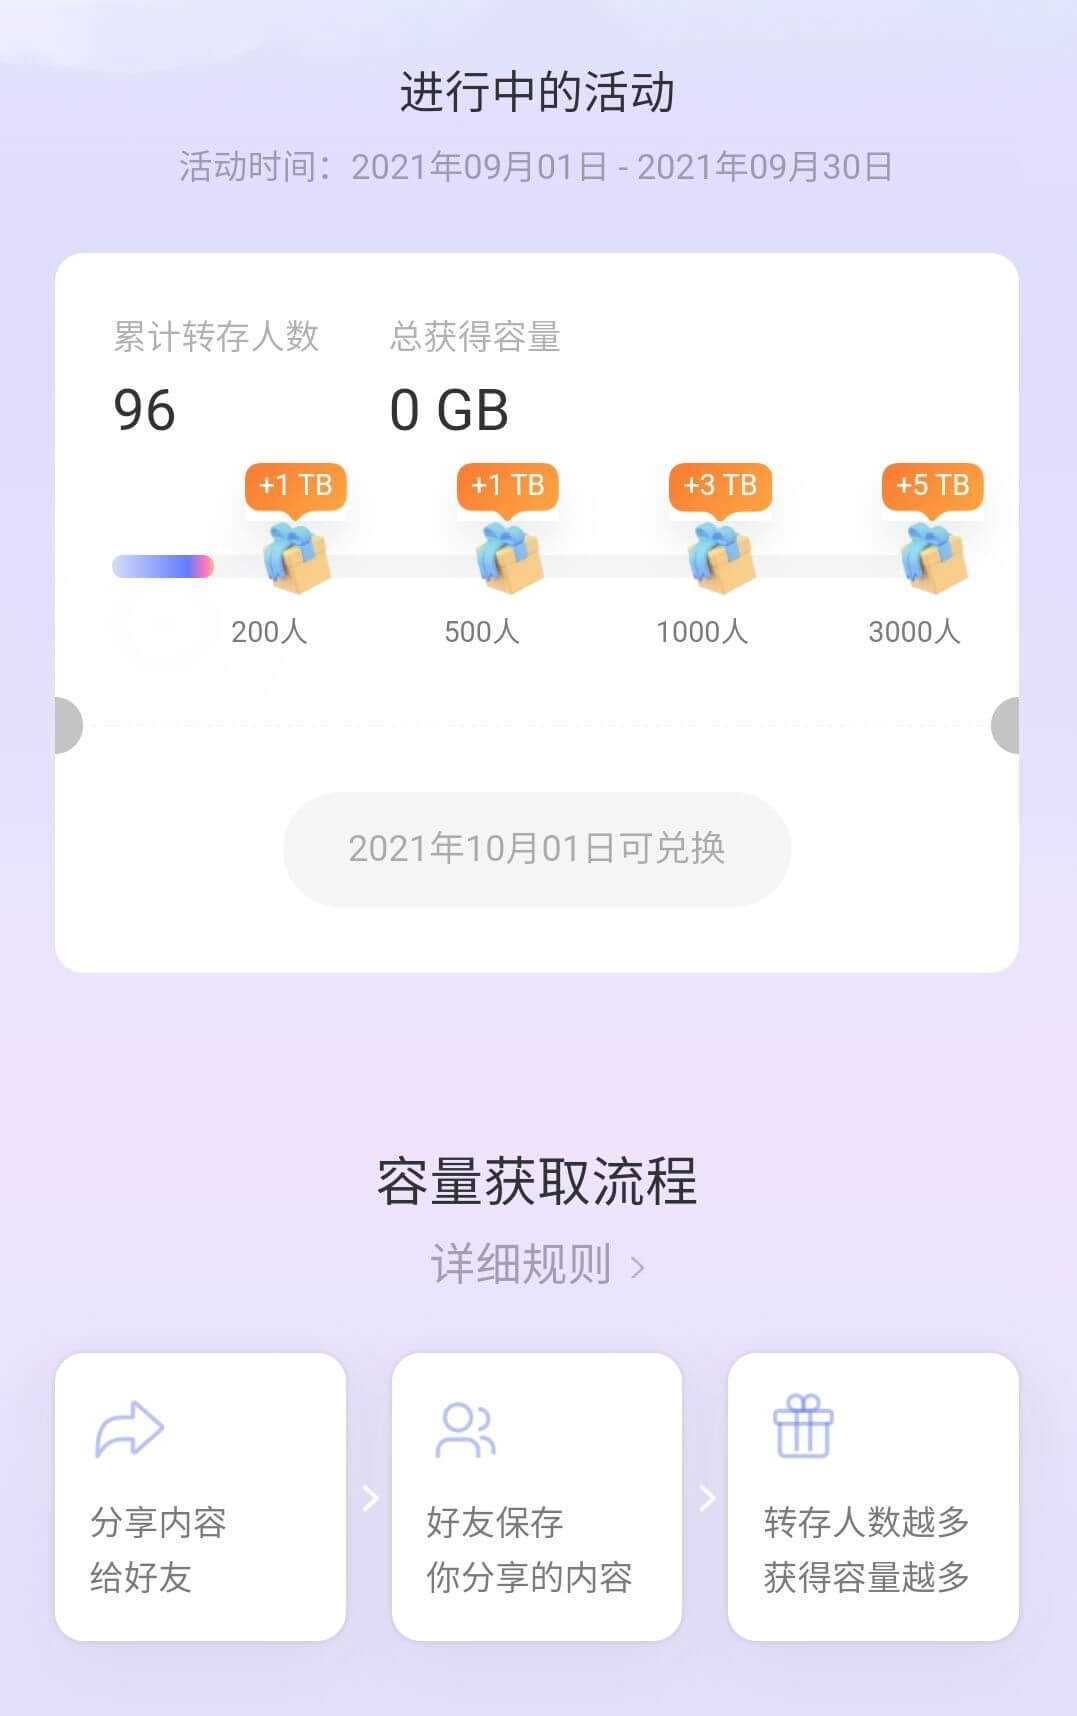 进行中的活动
活动时间：2021年09月01日 - 2021年09月30日
累计转存人数 总获得容量
96 0 GB
+1 TB +1 TB +3 TB +5 TB
200人 500人 1000人 3000人
2021年10月01日可兑换
容量获取流程
详细规则 >
分享内容
给好友
好友保存
你分享的内容
转存人数越多
获得容量越多